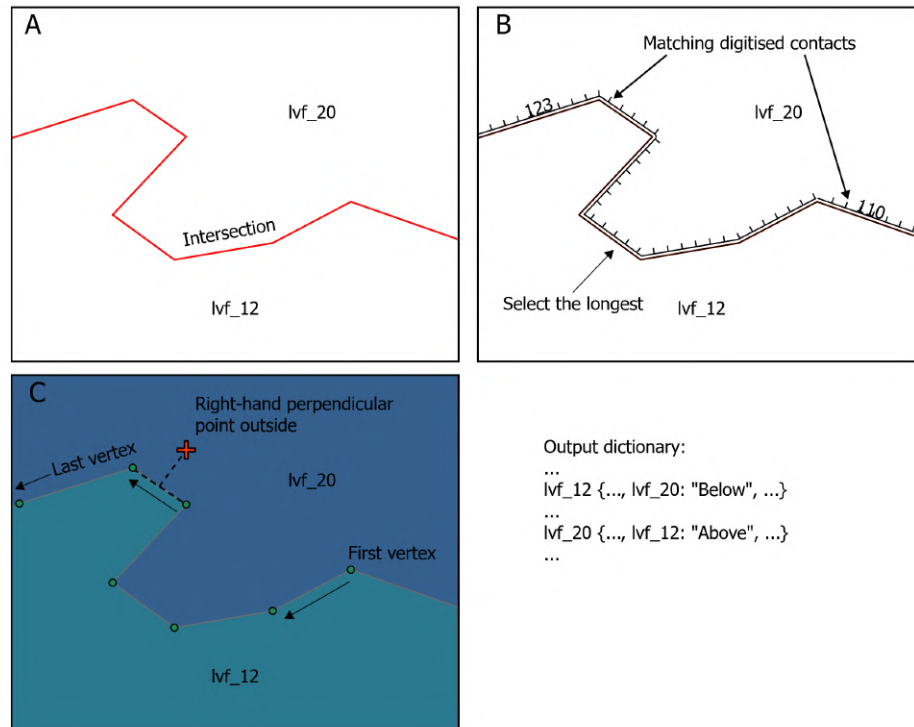 A
lvf_20
Intersection
lvf_12
B
Matching digitised contacts
123
lvf_20
110
Select the longest
lvf_12
C
Right-hand perpendicular
point outside
Last vertex
lvf_20
First vertex
lvf_12
Output dictionary:
...
lvf_12 {..., lvf_20: "Below", ...}
...
lvf_20 {..., lvf_12: "Above", ...}
...